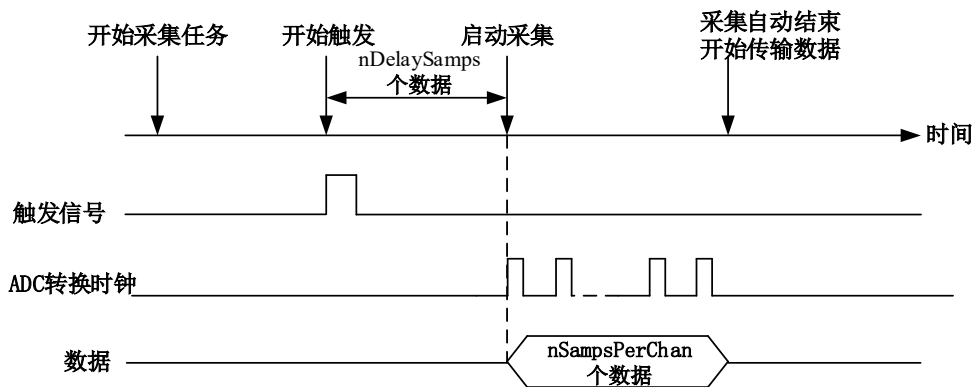 开始采集任务
开始触发
启动采集
采集自动结束
开始传输数据
nDelaySamps
个数据
时间
触发信号
ADC转换时钟
数据
nSampsPerChan
个数据